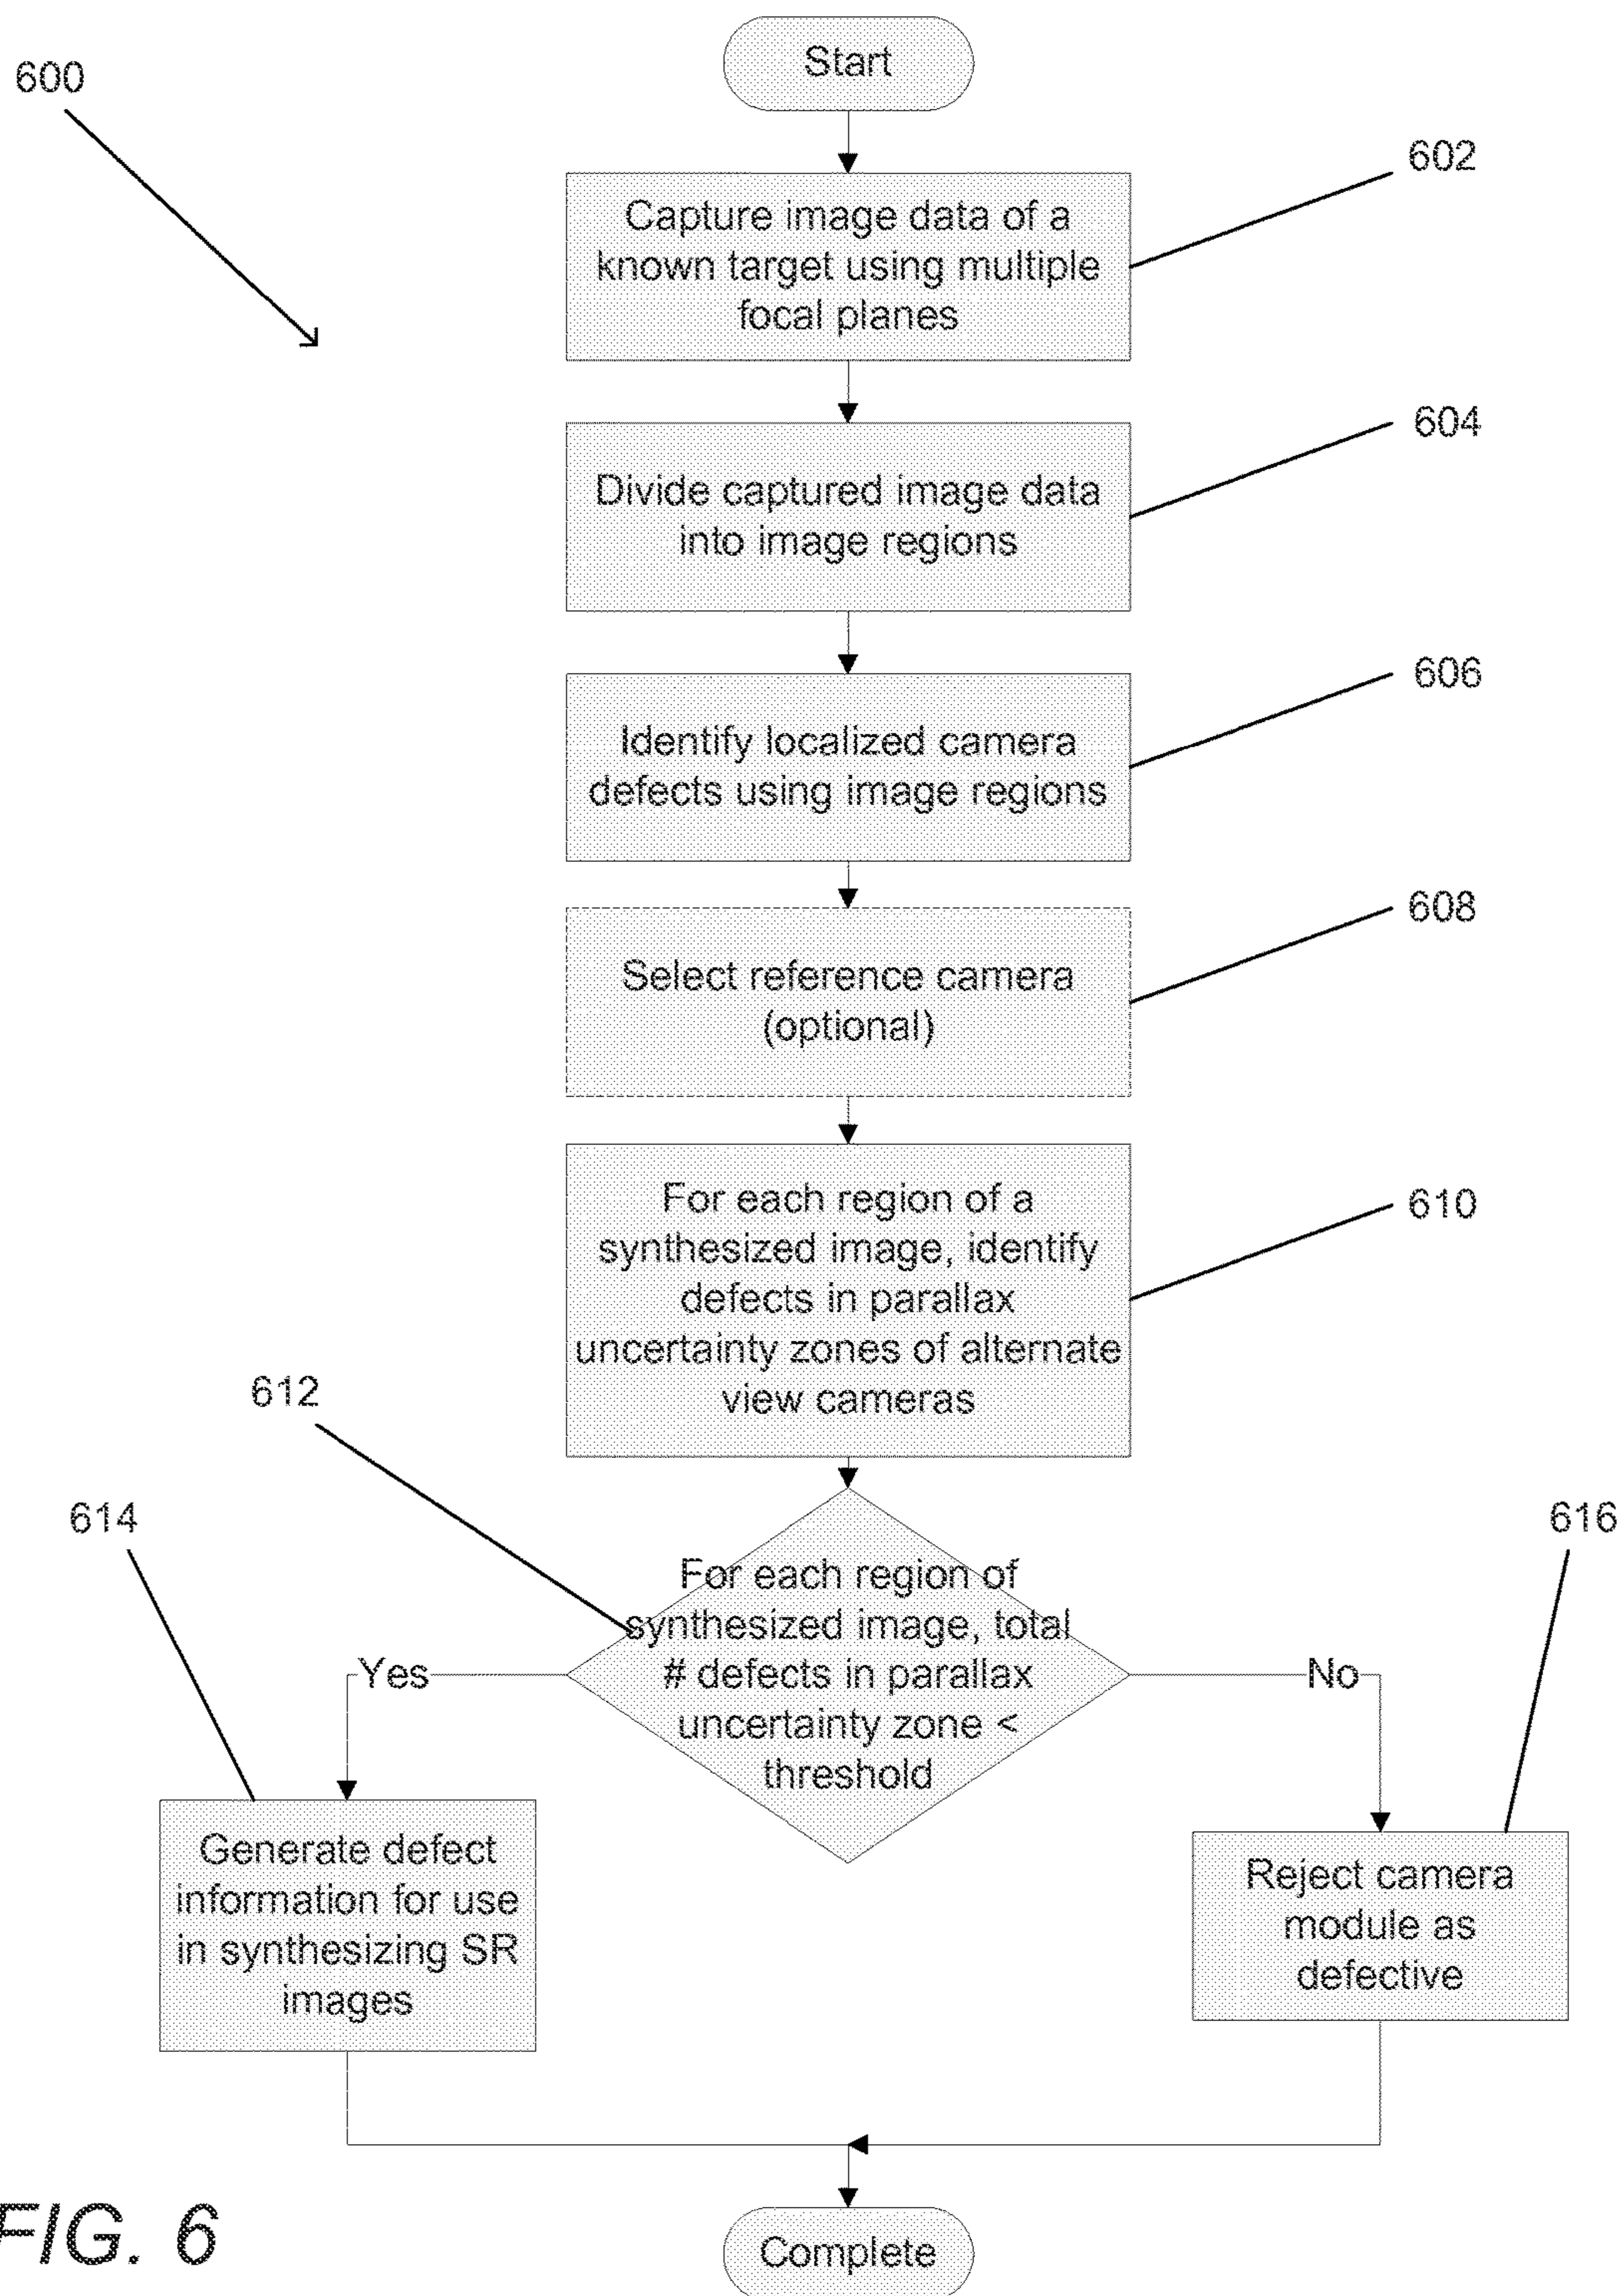 Start
600
602
Capture image data of a
known target using multiple
focal planes
604
Divide captured image data
into image regions
606
Identify localized camera
defects using image regions
608
Select reference camera
(optional)
610
For each region of a
synthesized image, identify
defects in parallax
uncertainty zones of alternate
view cameras
612
614
616
For each region of
synthesized image, total
# defects in parallax
uncertainty zone <
threshold
Yes
No
Generate defect
information for use
in synthesizing SR
images
Reject camera
module as
defective
FIG. 6
Complete